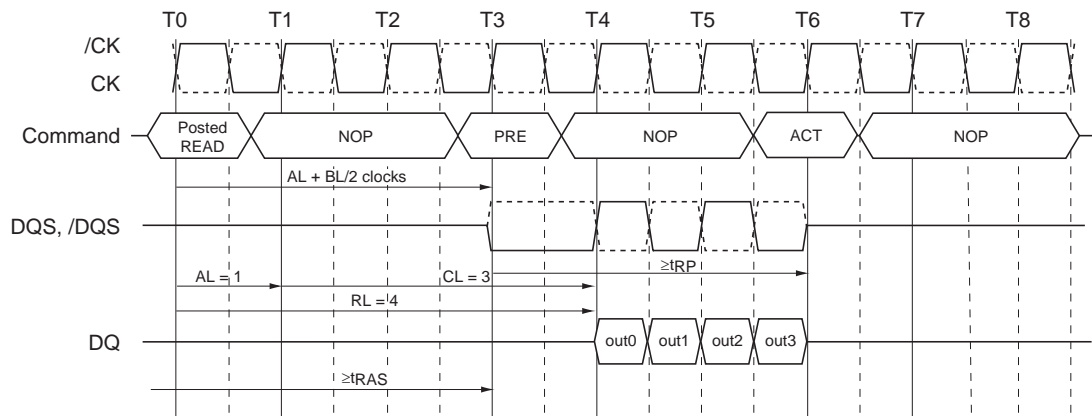 T0 T1 T2 T3 T4 T5 T6 T7 T8
/CK
CK
Command
Posted
READ
NOP
PRE
NOP
ACT
NOP
AL + BL/2 clocks
DQS, /DQS
≥tRP
AL = 1
CL = 3
RL = 4
DQ
out0 out1 out2 out3
≥tRAS